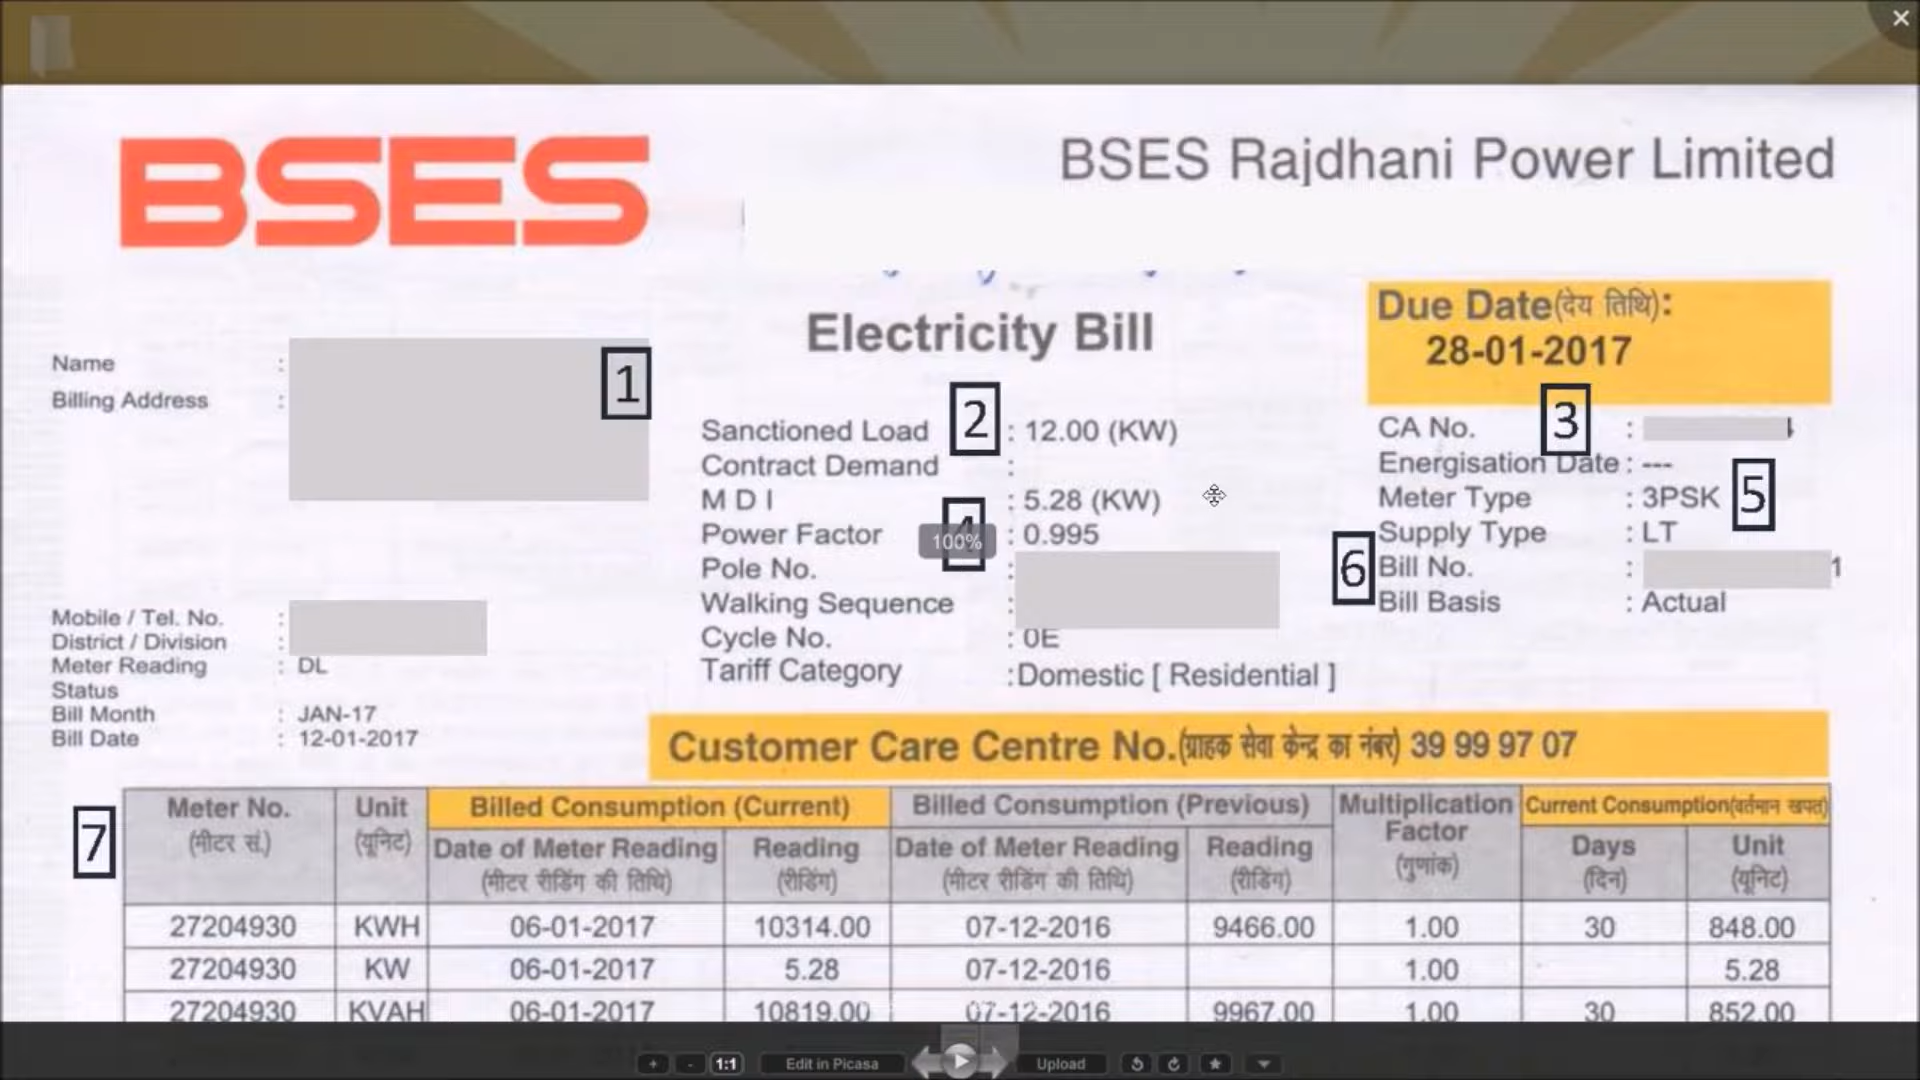 BSES
BSES Rajdhani Power Limited
Electricity Bill
Due Date(देय तिथि):
28-01-2017
Name :
Billing Address :
1
Sanctioned Load 2 : 12.00 (KW)
Contract Demand :
M D I : 5.28 (KW)
Power Factor 4 : 0.995
100%
Pole No. :
Walking Sequence :
Cycle No. : 0E
Tariff Category :Domestic [ Residential ]
CA No. 3 :
Energisation Date : ---
Meter Type : 3PSK 5
Supply Type : LT
6 Bill No. : 1
Bill Basis : Actual
Mobile / Tel. No. :
District / Division :
Meter Reading : DL
Status
Bill Month : JAN-17
Bill Date : 12-01-2017
Customer Care Centre No.(ग्राहक सेवा केन्द्र का नंबर) 39 99 97 07
7
Meter No. Unit Billed Consumption (Current) Billed Consumption (Previous) Multiplication Factor Current Consumption(वर्तमान खपत)
(मीटर सं.) (यूनिट) Date of Meter Reading Reading Date of Meter Reading Reading (गुणांक) Days Unit
(मीटर रीडिंग की तिथि) (रीडिंग) (मीटर रीडिंग की तिथि) (रीडिंग) (दिन) (यूनिट)
27204930 KWH 06-01-2017 10314.00 07-12-2016 9466.00 1.00 30 848.00
27204930 KW 06-01-2017 5.28 07-12-2016 1.00 5.28
27204930 KVAH 06-01-2017 10819.00 07-12-2016 9967.00 1.00 30 852.00
+ - 1:1 Edit in Picasa Upload